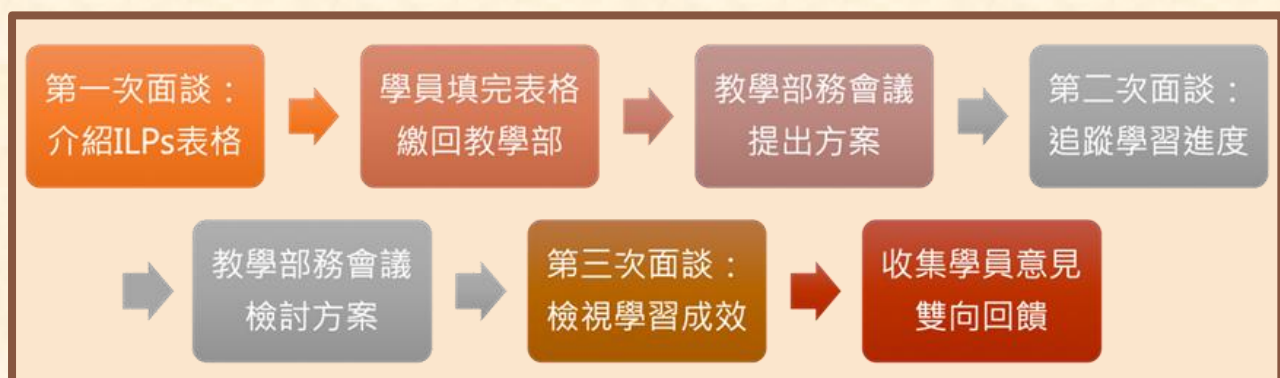 第一次面談：
介紹ILPs表格
學員填完表格
繳回教學部
教學部務會議
提出方案
第二次面談：
追蹤學習進度
教學部務會議
檢討方案
第三次面談：
檢視學習成效
收集學員意見
雙向回饋